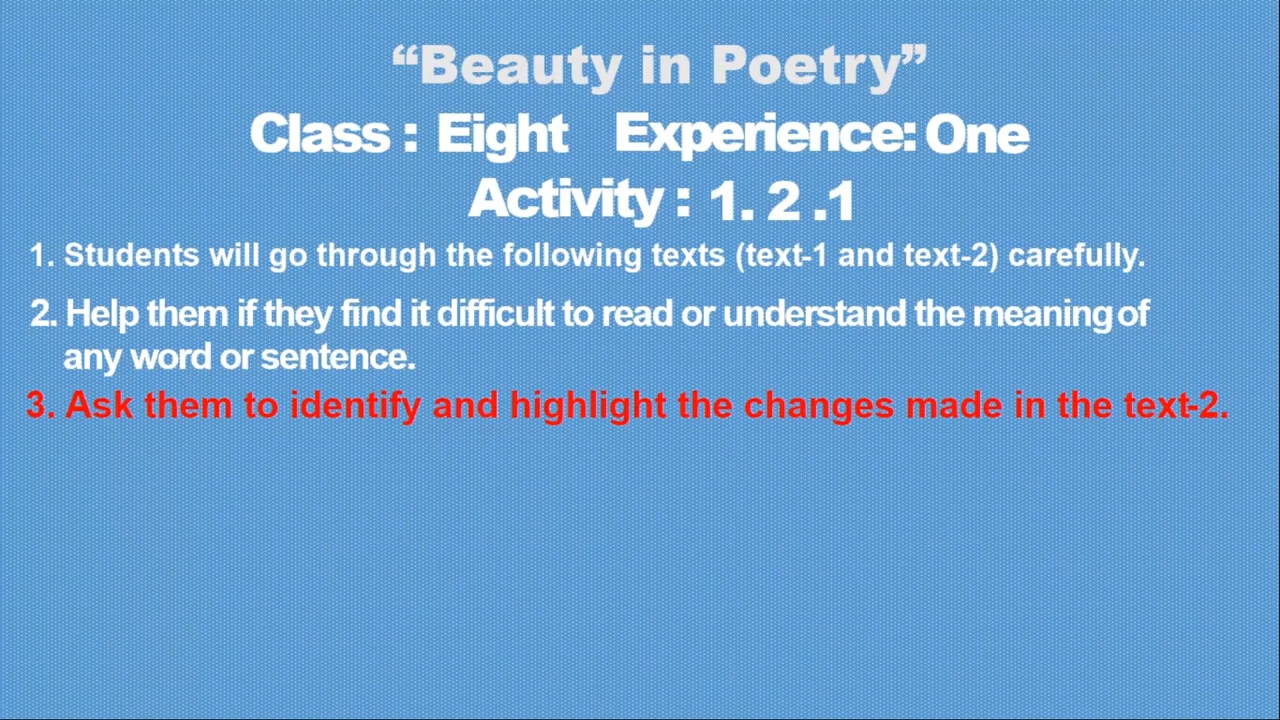 “Beauty in Poetry”
Class : Eight Experience: One
Activity : 1. 2 .1
1. Students will go through the following texts (text-1 and text-2) carefully.
2. Help them if they find it difficult to read or understand the meaning of
any word or sentence.
3. Ask them to identify and highlight the changes made in the text-2.